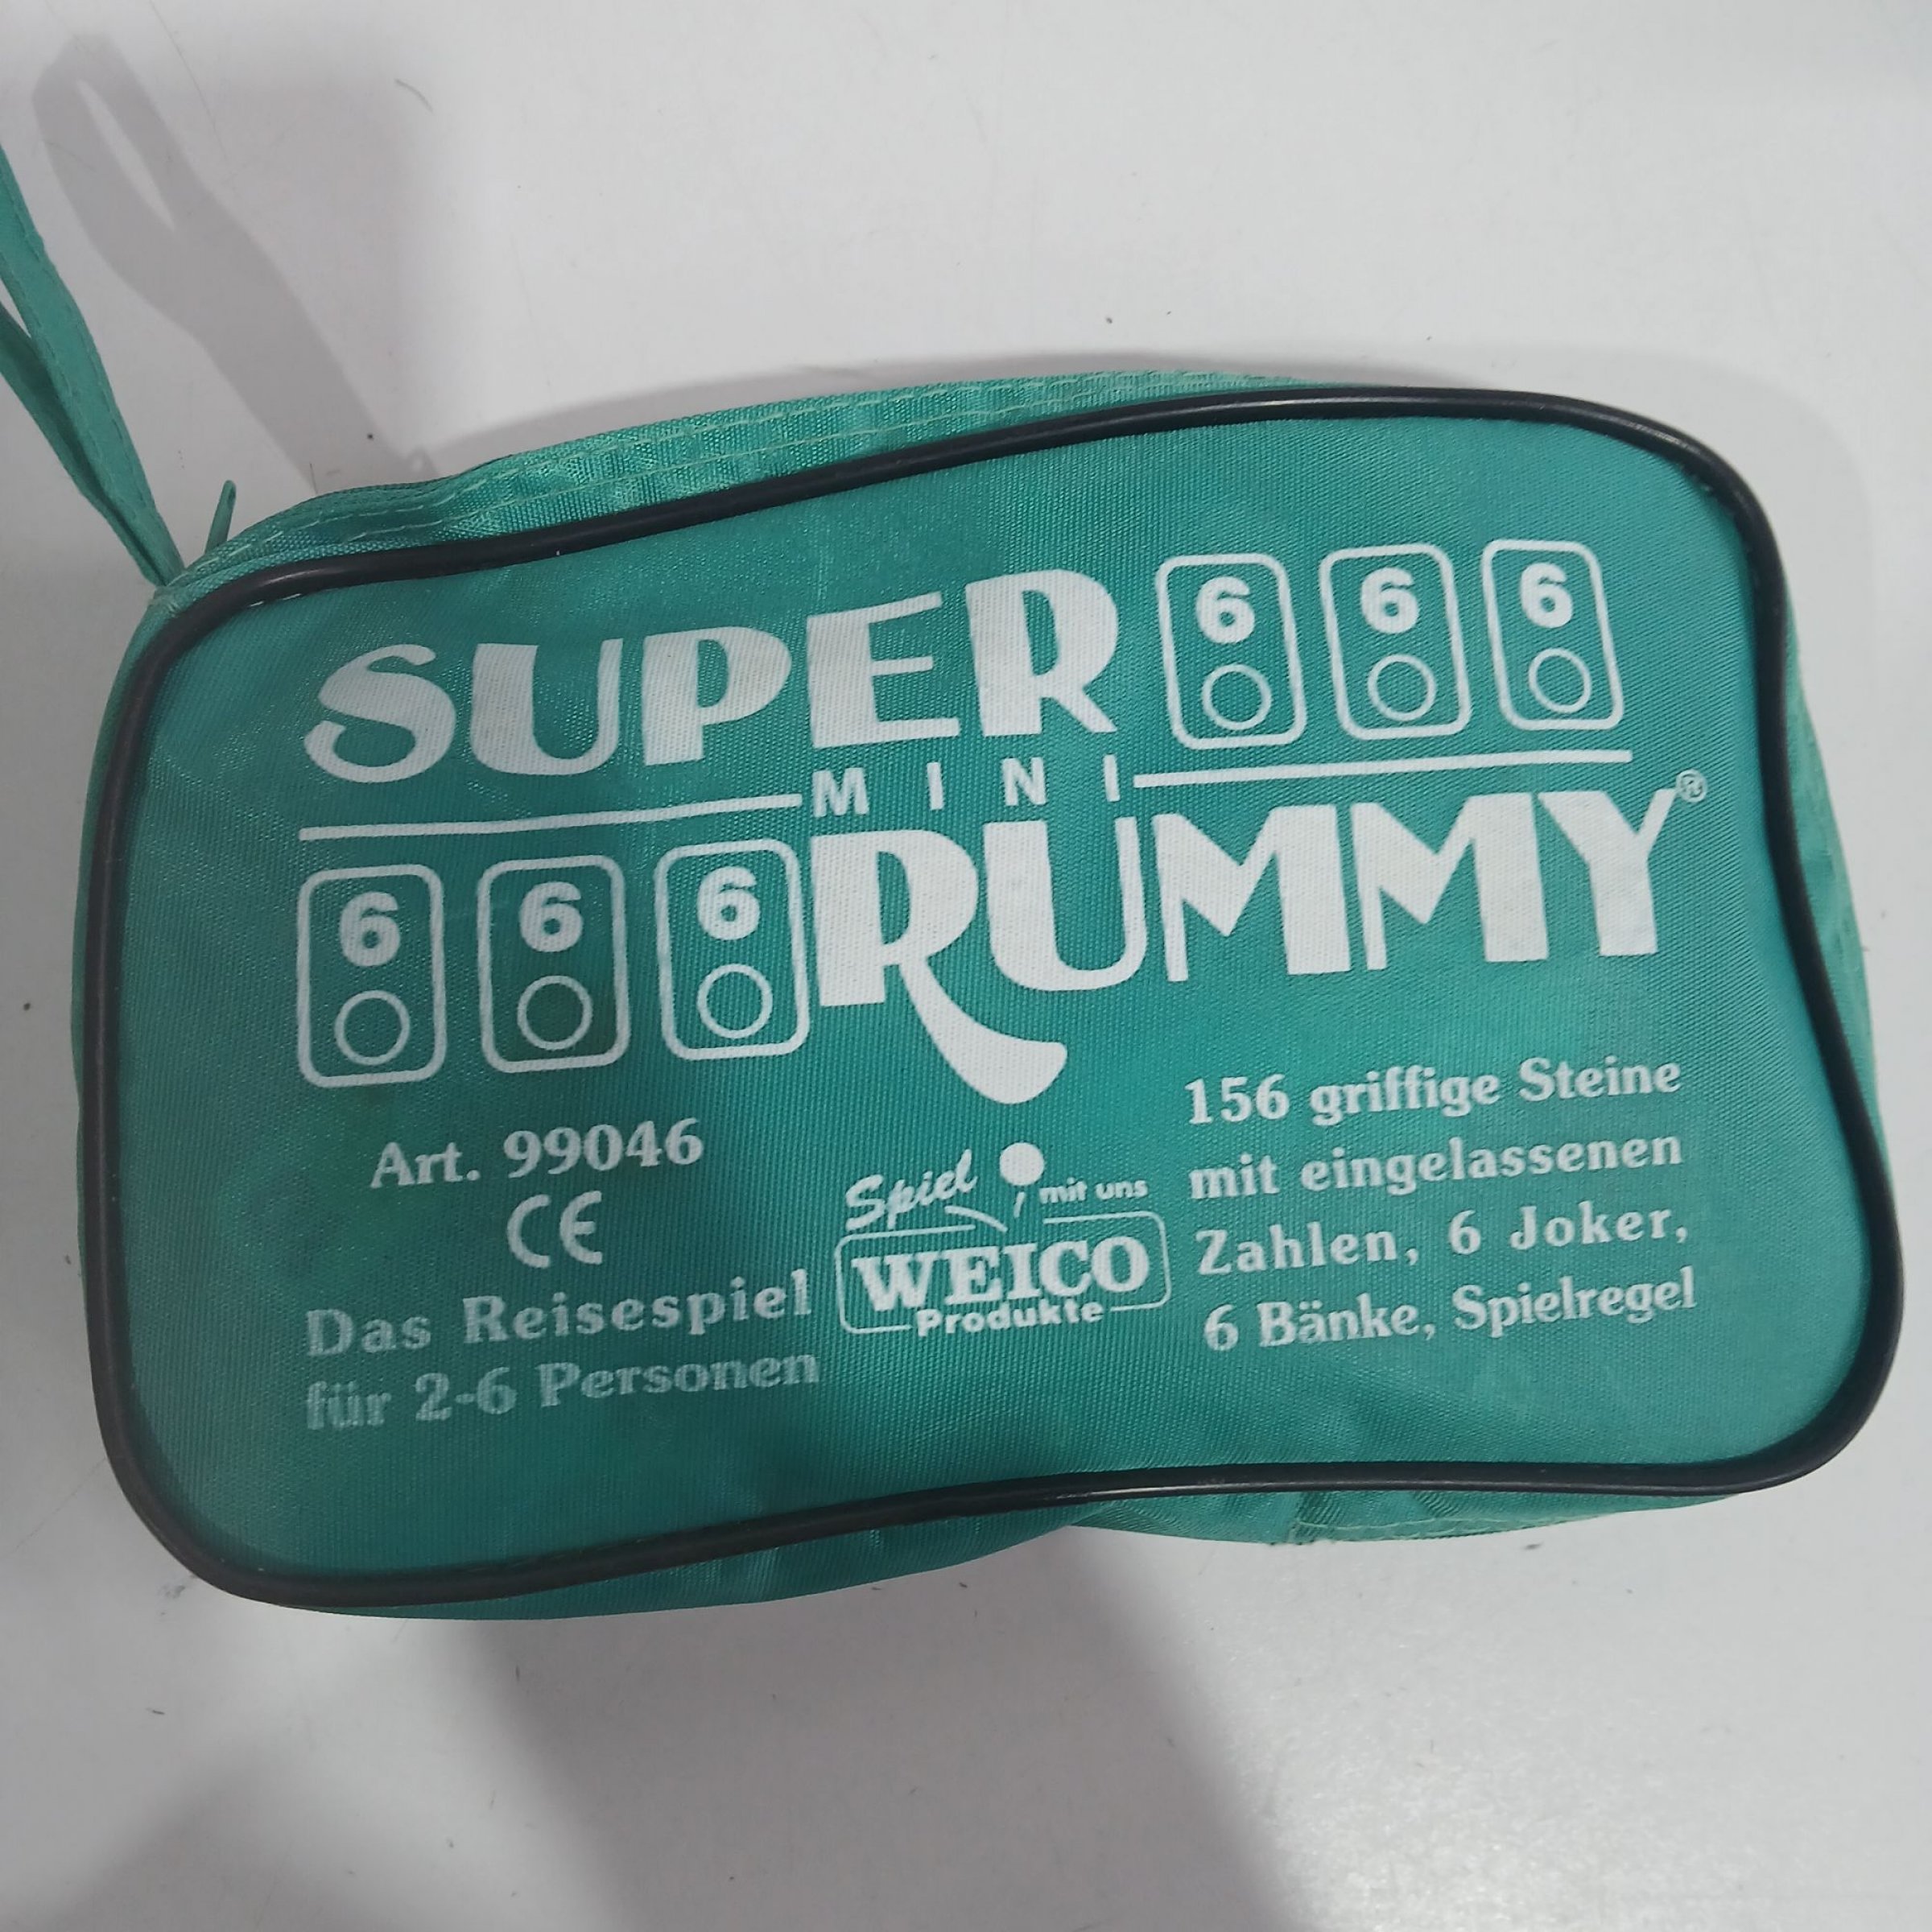 SUPER 6 6 6
MINI
6 6 6 RUMMY®
Art. 99046
CE
Das Reisespiel
für 2-6 Personen
Spiel mit uns
WEICO
Produkte
156 griffige Steine
mit eingelassenen
Zahlen, 6 Joker,
6 Bänke, Spielregel